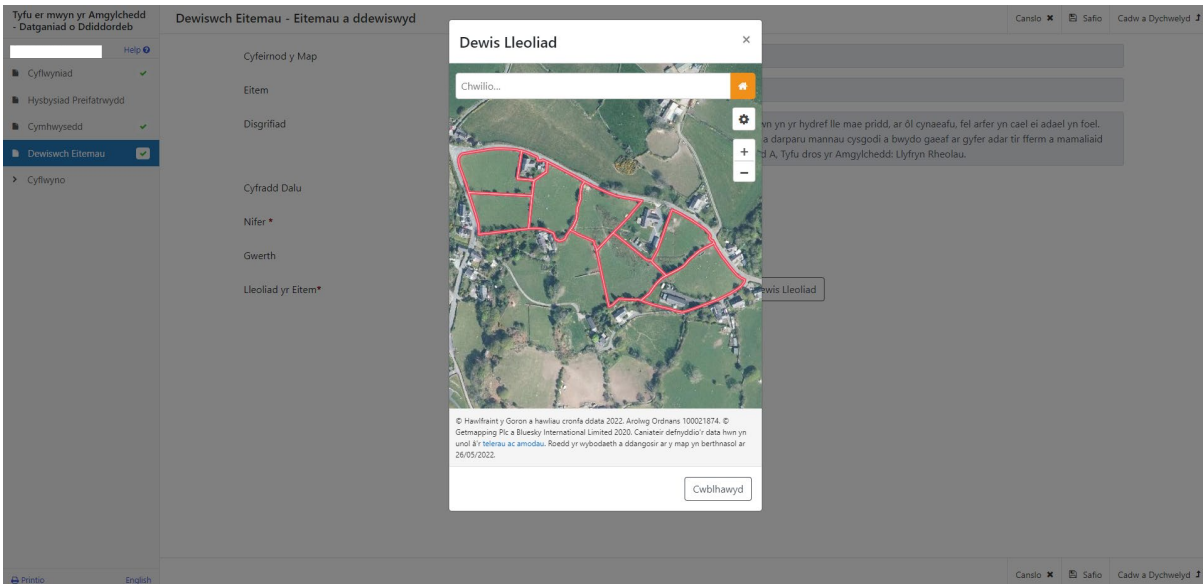 Tyfu er mwyn yr Amgylchedd
- Datganiad o Ddiddordeb
Help
Cyflwyniad
Hysbysiad Preifatrwydd
Cymhwysedd
Dewiswch Eitemau
Cyflwyno
Printio
English
Dewiswch Eitemau - Eitemau a ddewiswyd
Canslo
Safio
Cadw a Dychwelyd
Cyfeirnod y Map
Eitem
Disgrifiad
yn yr hydref lle mae pridd, ar ôl cynaeafu, fel arfer yn cael ei adael yn foel.
a darparu mannau cysgodi a bwydo gaeaf ar gyfer adar tir fferm a mamaliaid
A, Tyfu dros yr Amgylchedd: Llyfryn Rheolau.
Cyfradd Dalu
Nifer *
Gwerth
Lleoliad yr Eitem*
Lleoliad
Dewis Lleoliad
×
Chwilio...
+
−
© Hawlfraint y Goron a hawliau cronfa ddata 2022. Arolwg Ordnans 100021874. ©
Getmapping Plc a Bluesky International Limited 2020. Caniateir defnyddio'r data hwn yn
unol â'r telerau ac amodau. Roedd yr wybodaeth a ddangosir ar y map yn berthnasol ar
26/05/2022.
Cwblhawyd
Canslo
Safio
Cadw a Dychwelyd